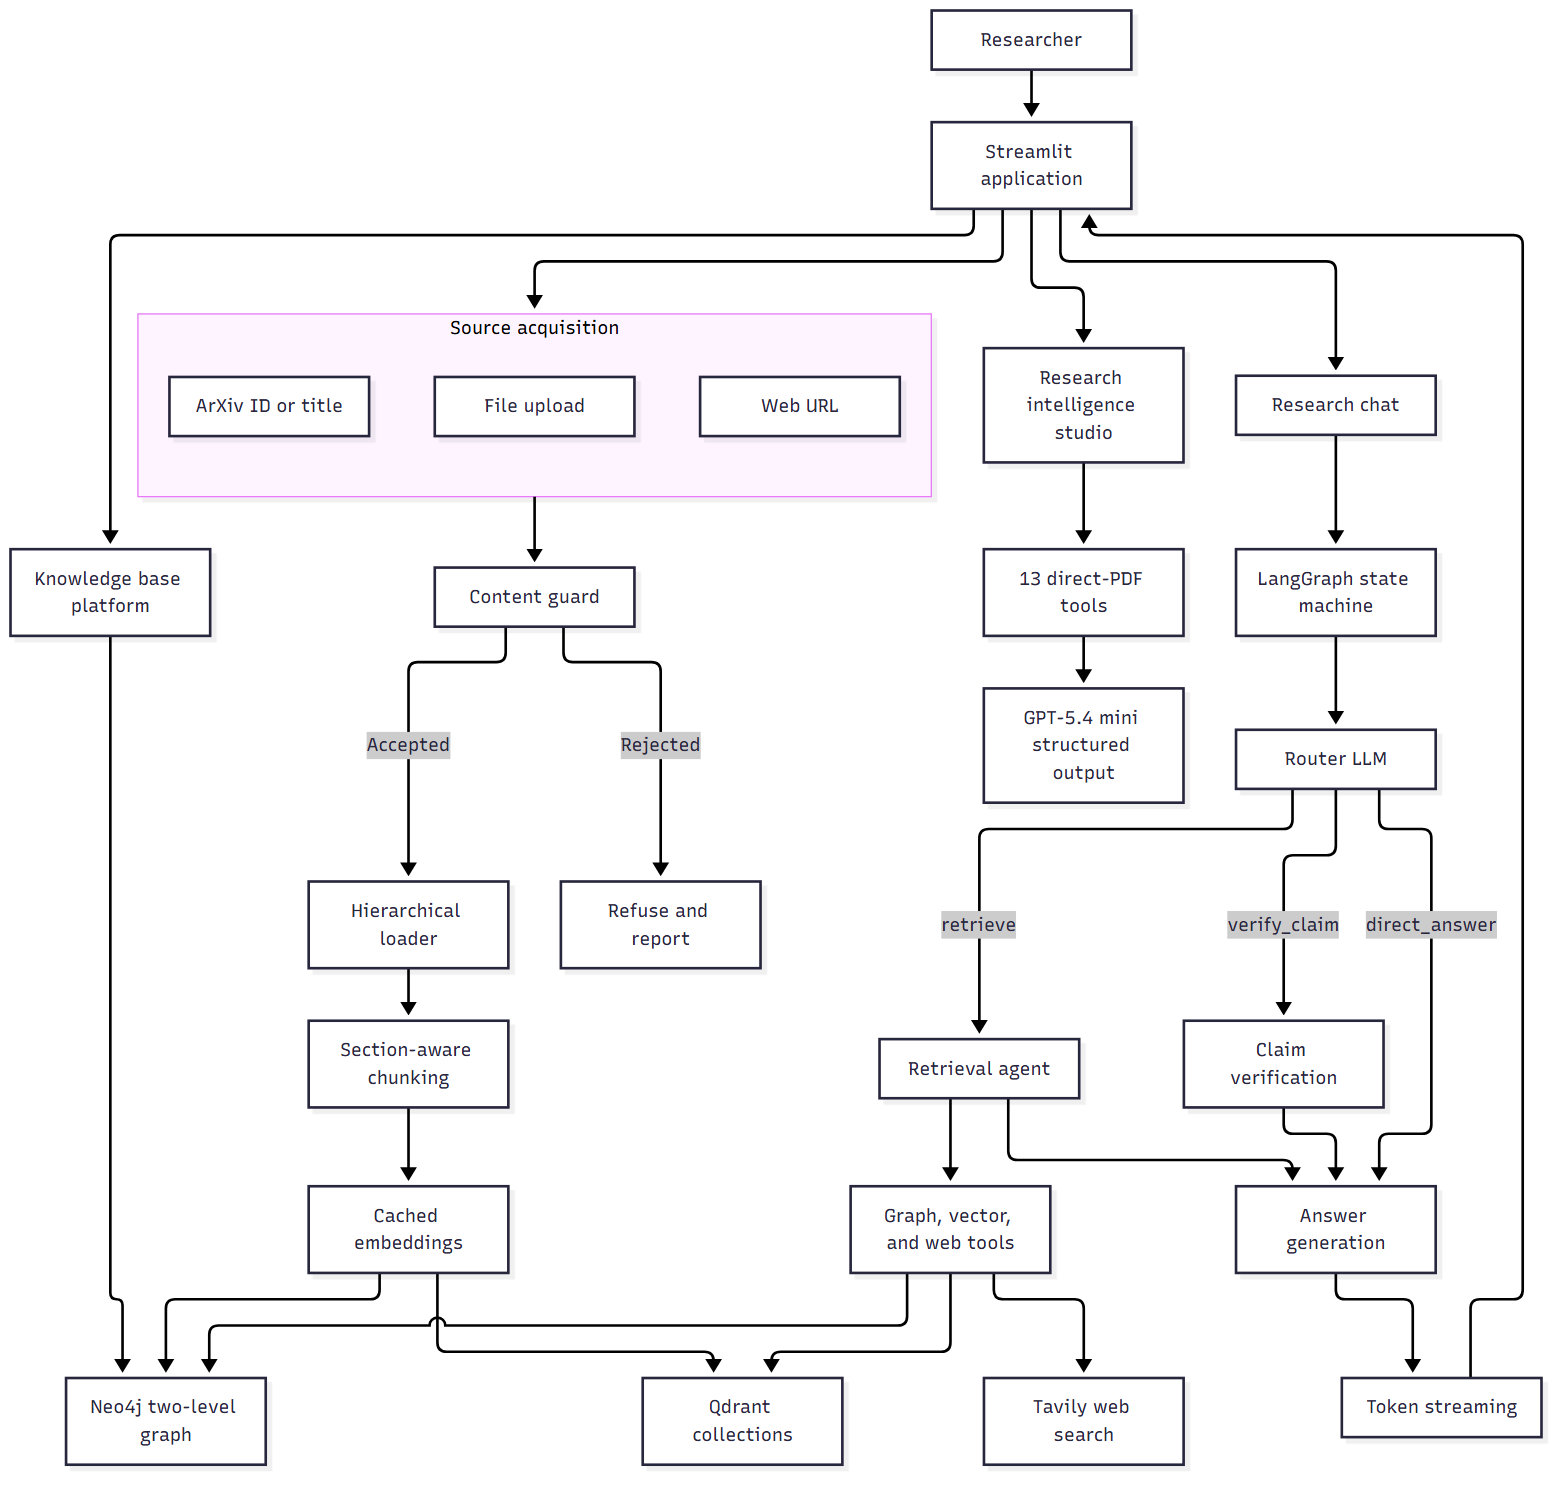 Researcher
Streamlit
application
Source acquisition
ArXiv ID or title
File upload
Web URL
Research
intelligence
studio
Research chat
Knowledge base
platform
Content guard
13 direct-PDF
tools
LangGraph state
machine
Accepted
Rejected
GPT-5.4 mini
structured
output
Router LLM
Hierarchical
loader
Refuse and
report
retrieve
verify_claim
direct_answer
Section-aware
chunking
Retrieval agent
Claim
verification
Cached
embeddings
Graph, vector,
and web tools
Answer
generation
Neo4j two-level
graph
Qdrant
collections
Tavily web
search
Token streaming